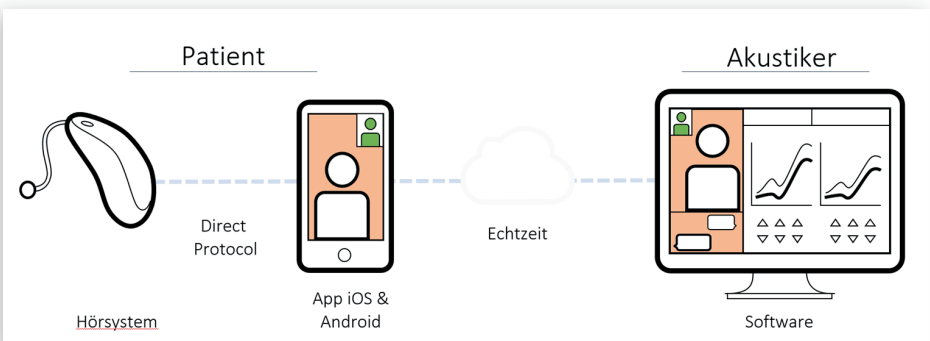 Patient
Akustiker
Direct
Protocol
Echtzeit
App iOS &
Android
Hörsystem
Software